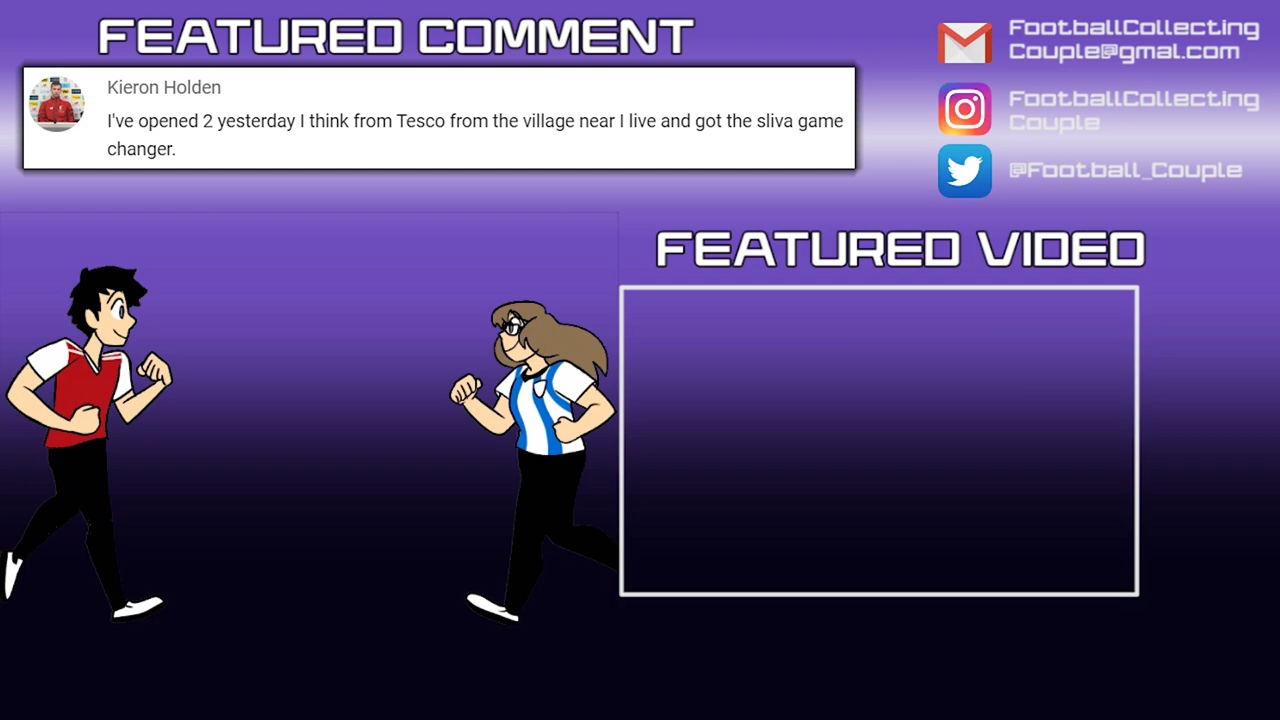 FEATURED COMMENT
Kieron Holden
I've opened 2 yesterday I think from Tesco from the village near I live and got the sliva game
changer.
FootballCollecting
Couple@gmal.com
FootballCollecting
Couple
@Football_Couple
FEATURED VIDEO